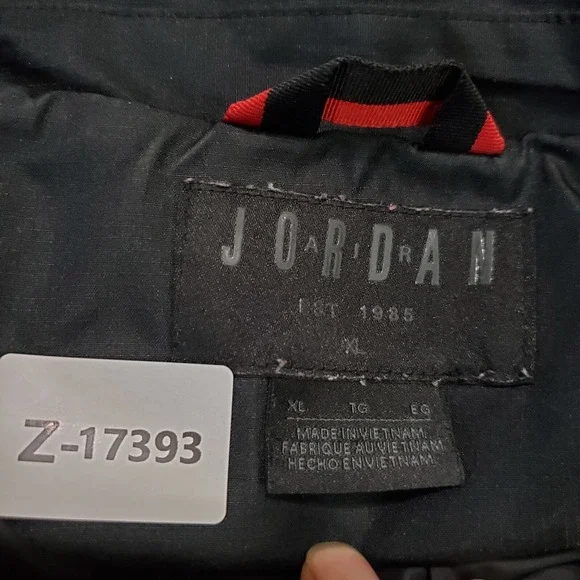 JORDAN
AIR
EST 1985
XL
XL TG EG
MADE IN VIETNAM
FABRIQUE AU VIETNAM
HECHO EN VIETNAM
Z-17393